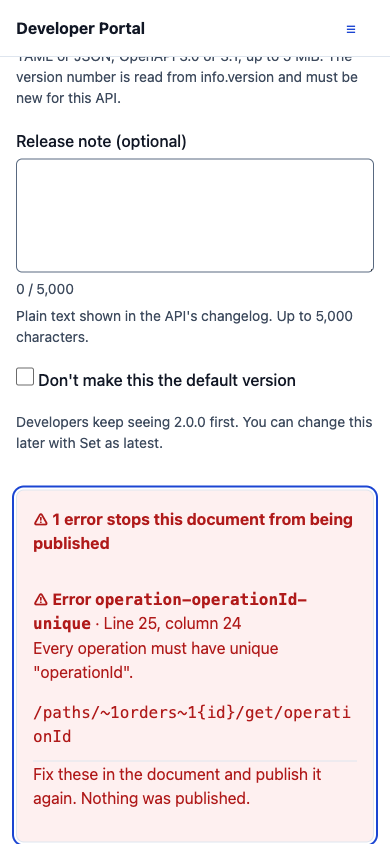 Developer Portal
YAML or JSON, OpenAPI 3.0 or 3.1, up to 5 MiB. The
version number is read from info.version and must be
new for this API.
Release note (optional)
0 / 5,000
Plain text shown in the API's changelog. Up to 5,000
characters.
Don't make this the default version
Developers keep seeing 2.0.0 first. You can change this
later with Set as latest.
⚠ 1 error stops this document from being
published
⚠ Error operation-operationId-
unique · Line 25, column 24
Every operation must have unique
"operationId".
/paths/~1orders~1{id}/get/operati
onId
Fix these in the document and publish it
again. Nothing was published.